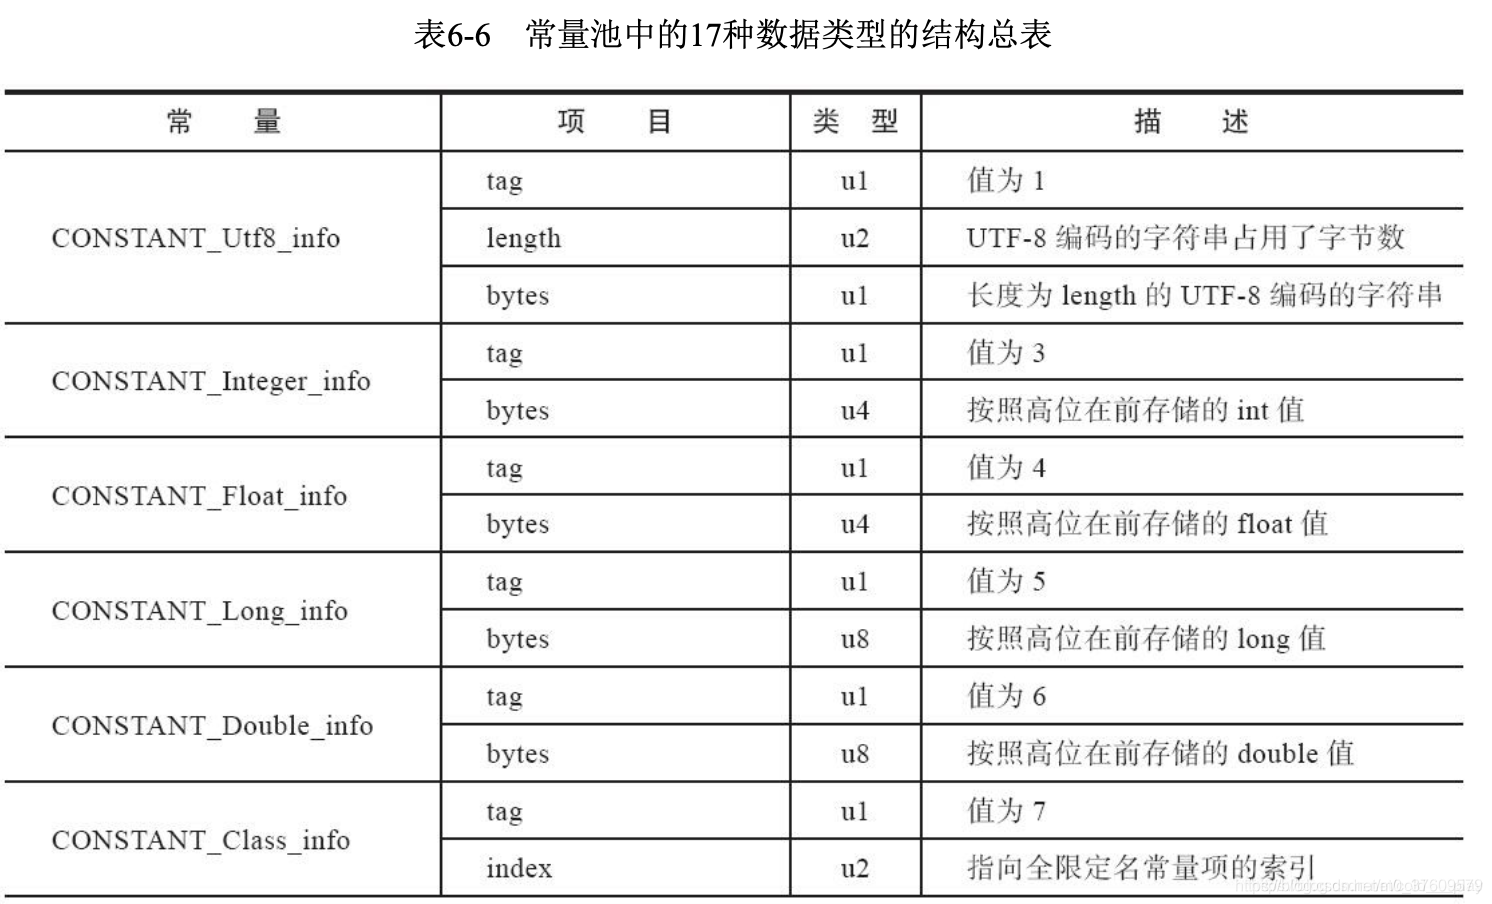 表6-6 常量池中的17种数据类型的结构总表
常 量 项 目 类 型 描 述
CONSTANT_Utf8_info
tag u1 值为 1
length u2 UTF-8 编码的字符串占用了字节数
bytes u1 长度为 length 的 UTF-8 编码的字符串
CONSTANT_Integer_info
tag u1 值为 3
bytes u4 按照高位在前存储的 int 值
CONSTANT_Float_info
tag u1 值为 4
bytes u4 按照高位在前存储的 float 值
CONSTANT_Long_info
tag u1 值为 5
bytes u8 按照高位在前存储的 long 值
CONSTANT_Double_info
tag u1 值为 6
bytes u8 按照高位在前存储的 double 值
CONSTANT_Class_info
tag u1 值为 7
index u2 指向全限定名常量项的索引